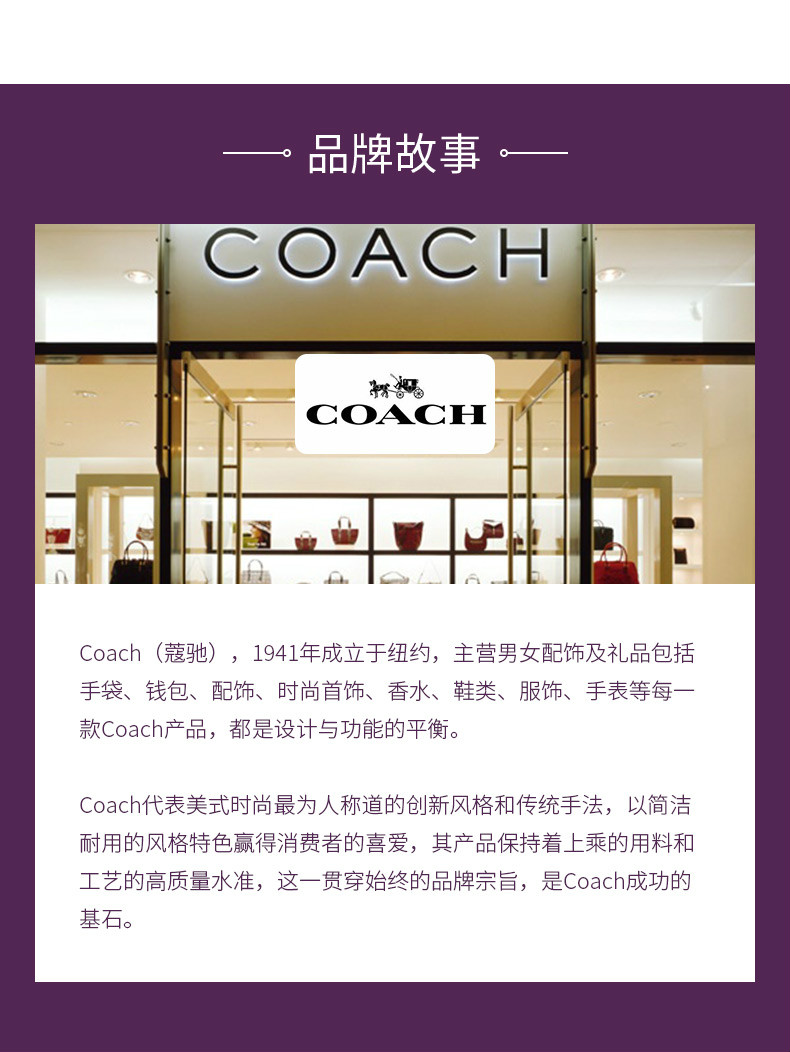 品牌故事
COACH
COACH
Coach（蔻驰），1941年成立于纽约，主营男女配饰及礼品包括
手袋、钱包、配饰、时尚首饰、香水、鞋类、服饰、手表等每一
款Coach产品，都是设计与功能的平衡。
Coach代表美式时尚最为人称道的创新风格和传统手法，以简洁
耐用的风格特色赢得消费者的喜爱，其产品保持着上乘的用料和
工艺的高质量水准，这一贯穿始终的品牌宗旨，是Coach成功的
基石。